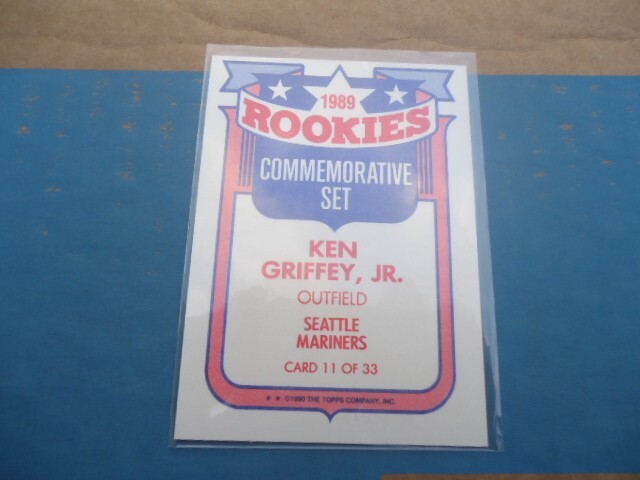 1989
ROOKIES
COMMEMORATIVE
SET
KEN
GRIFFEY, JR.
OUTFIELD
SEATTLE
MARINERS
CARD 11 OF 33
★ ★ ©1990 THE TOPPS COMPANY, INC.